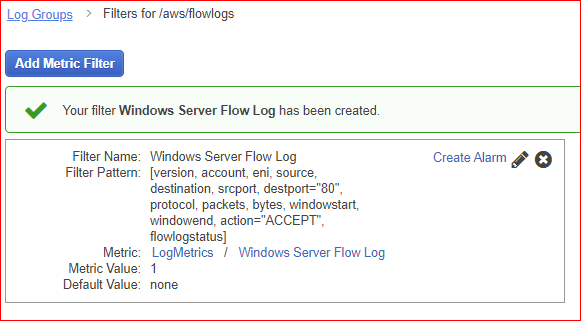 Log Groups > Filters for /aws/flowlogs
Add Metric Filter
Your filter Windows Server Flow Log has been created.
Filter Name: Windows Server Flow Log
Create Alarm
Filter Pattern: [version, account, eni, source,
destination, srcport, destport="80",
protocol, packets, bytes, windowstart,
windowend, action="ACCEPT",
flowlogstatus]
Metric: LogMetrics / Windows Server Flow Log
Metric Value: 1
Default Value: none